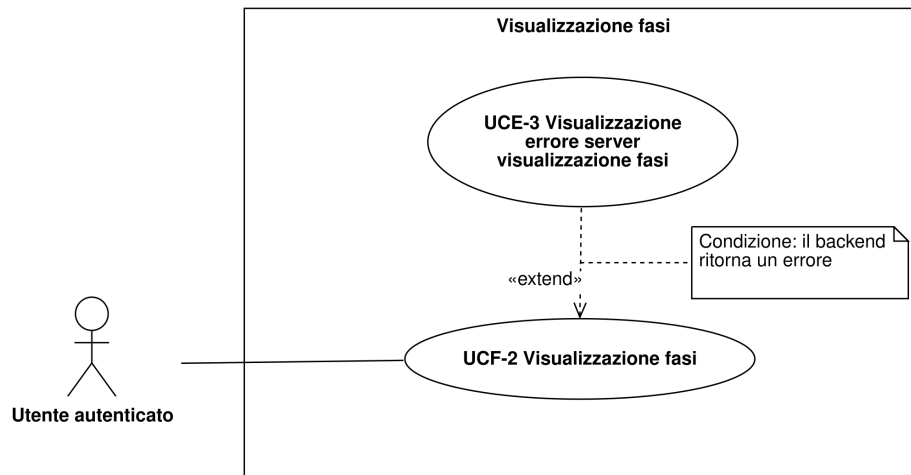 Visualizzazione fasi
UCE-3 Visualizzazione
errore server
visualizzazione fasi
Condizione: il backend
ritorna un errore
«extend»
UCF-2 Visualizzazione fasi
Utente autenticato